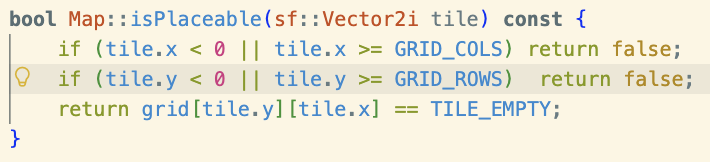 bool Map::isPlaceable(sf::Vector2i tile) const {
    if (tile.x < 0 || tile.x >= GRID_COLS) return false;
    if (tile.y < 0 || tile.y >= GRID_ROWS)  return false;
    return grid[tile.y][tile.x] == TILE_EMPTY;
}